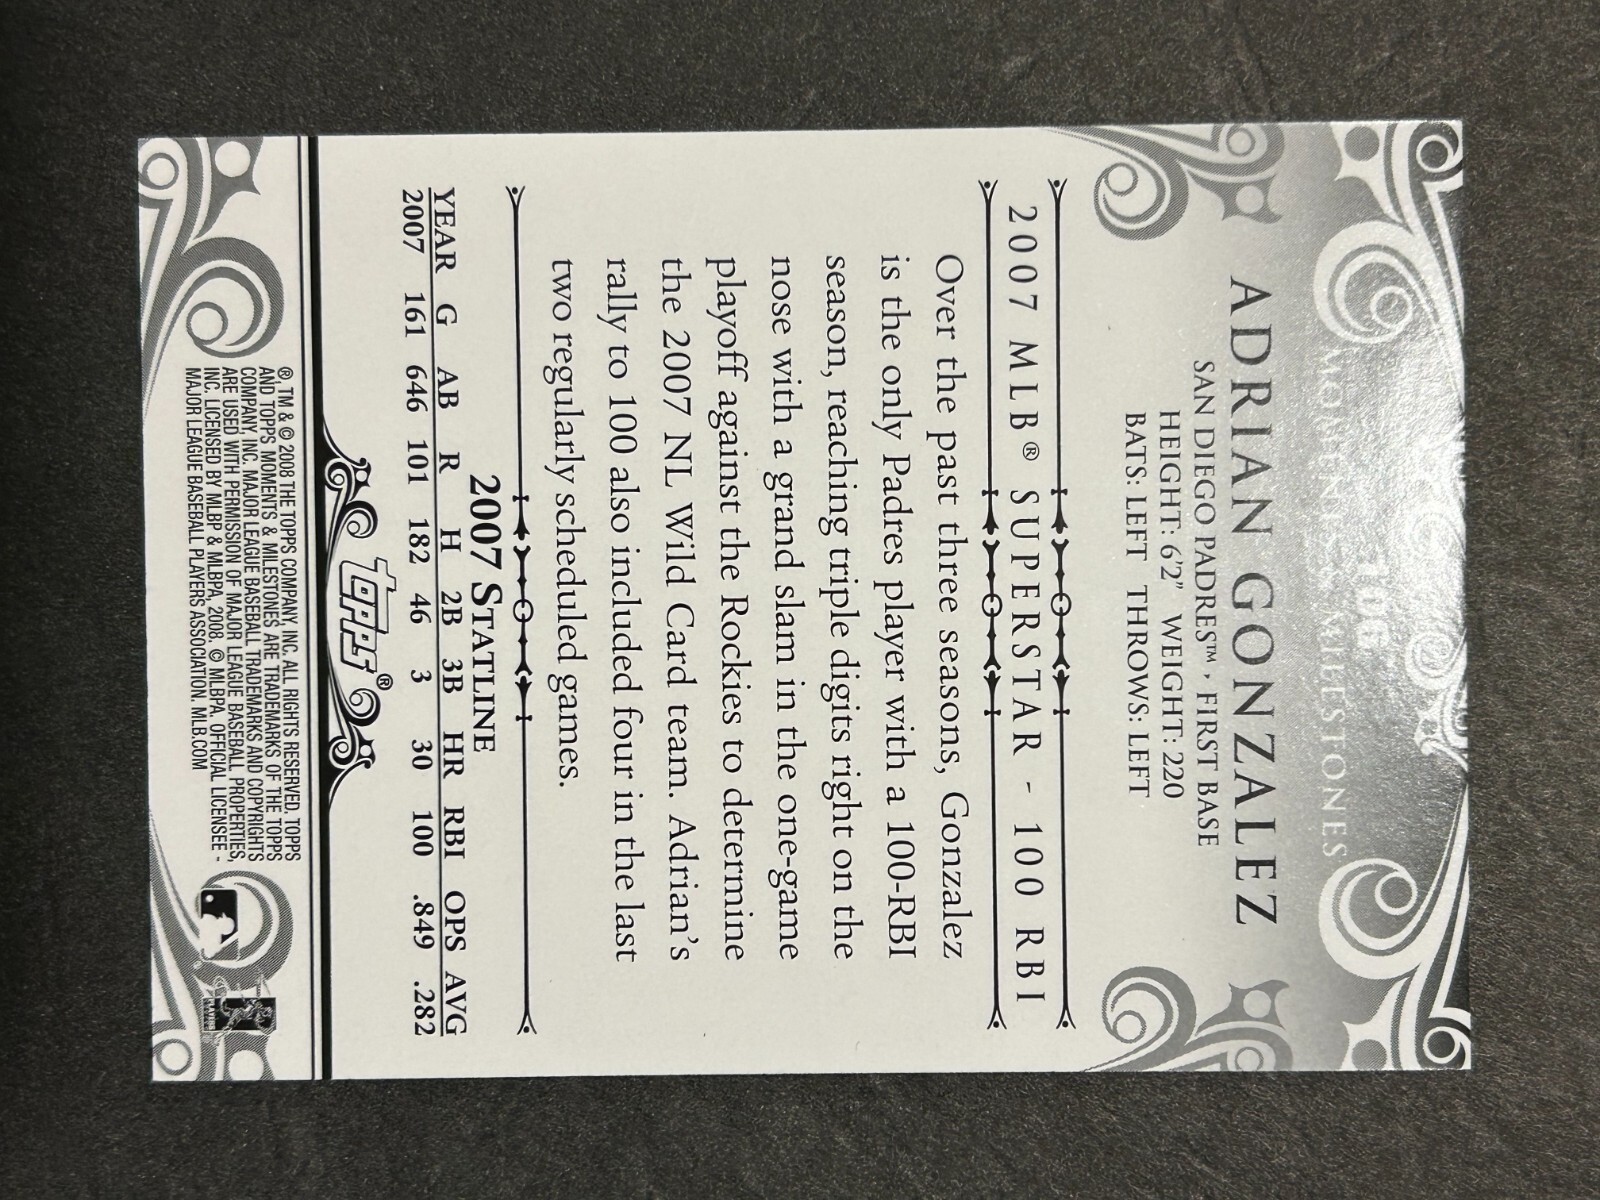 106
MOMENTS & MILESTONES
ADRIAN GONZALEZ
SAN DIEGO PADRES™ · FIRST BASE
HEIGHT: 6'2" WEIGHT: 220
BATS: LEFT THROWS: LEFT
2007 MLB® SUPERSTAR - 100 RBI
Over the past three seasons, Gonzalez
is the only Padres player with a 100-RBI
season, reaching triple digits right on the
nose with a grand slam in the one-game
playoff against the Rockies to determine
the 2007 NL Wild Card team. Adrian's
rally to 100 also included four in the last
two regularly scheduled games.
2007 STATLINE
YEAR G AB R H 2B 3B HR RBI OPS AVG
2007 161 646 101 182 46 3 30 100 .849 .282
topps®
®, TM & © 2008 THE TOPPS COMPANY, INC. ALL RIGHTS RESERVED. TOPPS
AND TOPPS MOMENTS & MILESTONES ARE TRADEMARKS OF THE TOPPS
COMPANY, INC. MAJOR LEAGUE BASEBALL TRADEMARKS AND COPYRIGHTS
ARE USED WITH PERMISSION OF MAJOR LEAGUE BASEBALL PROPERTIES,
INC. LICENSED BY MLBP & MLBPA, 2008. © MLBPA. OFFICIAL LICENSEE -
MAJOR LEAGUE BASEBALL PLAYERS ASSOCIATION. MLB.COM
PLAYERS